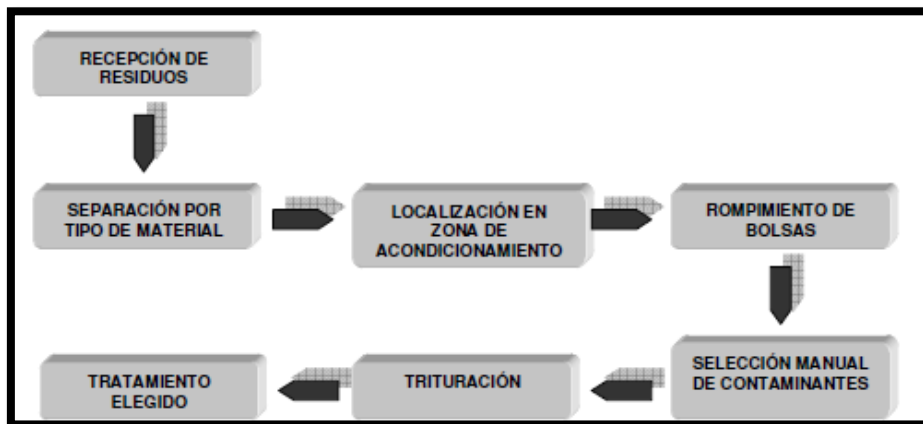 RECEPCIÓN DE
RESIDUOS
SEPARACIÓN POR
TIPO DE MATERIAL
LOCALIZACIÓN EN
ZONA DE
ACONDICIONAMIENTO
ROMPIMIENTO DE
BOLSAS
SELECCIÓN MANUAL
DE CONTAMINANTES
TRITURACIÓN
TRATAMIENTO
ELEGIDO